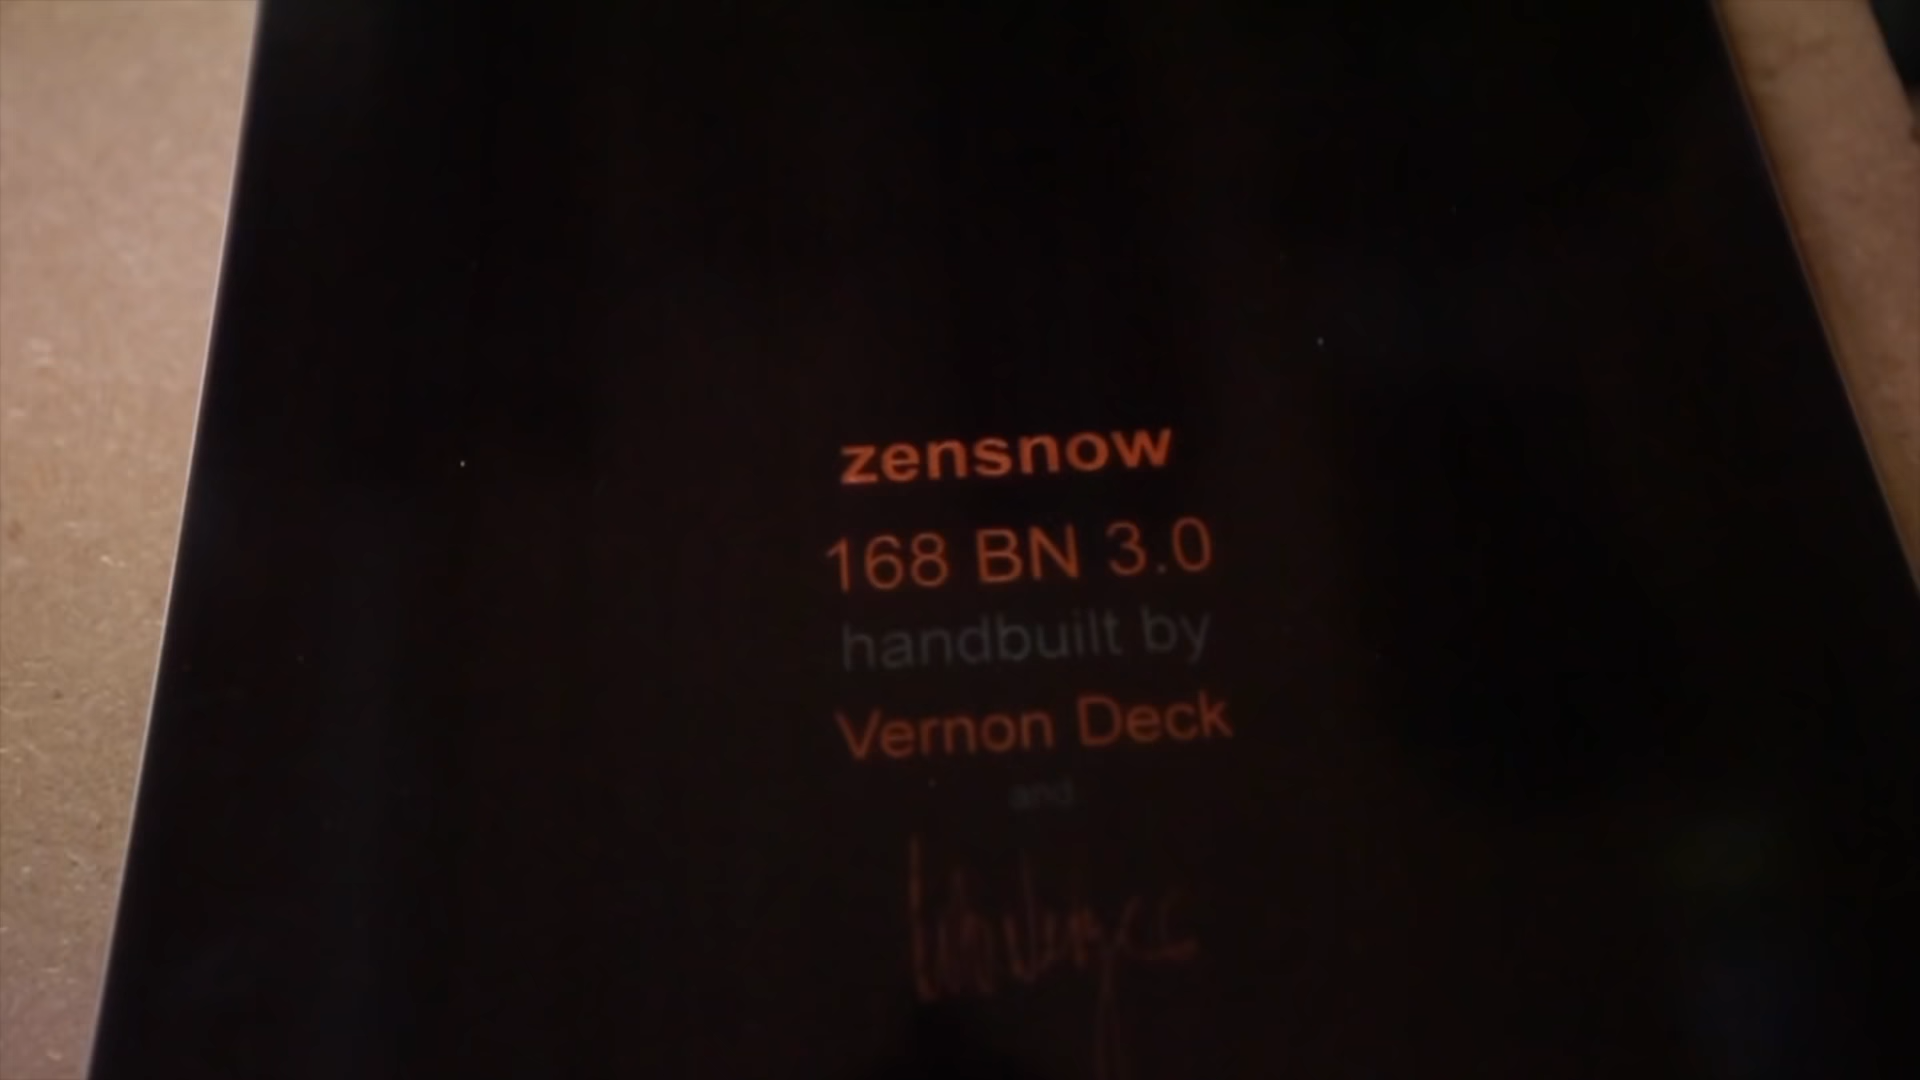 zensnow
168 BN 3.0
handbuilt by
Vernon Deck
and